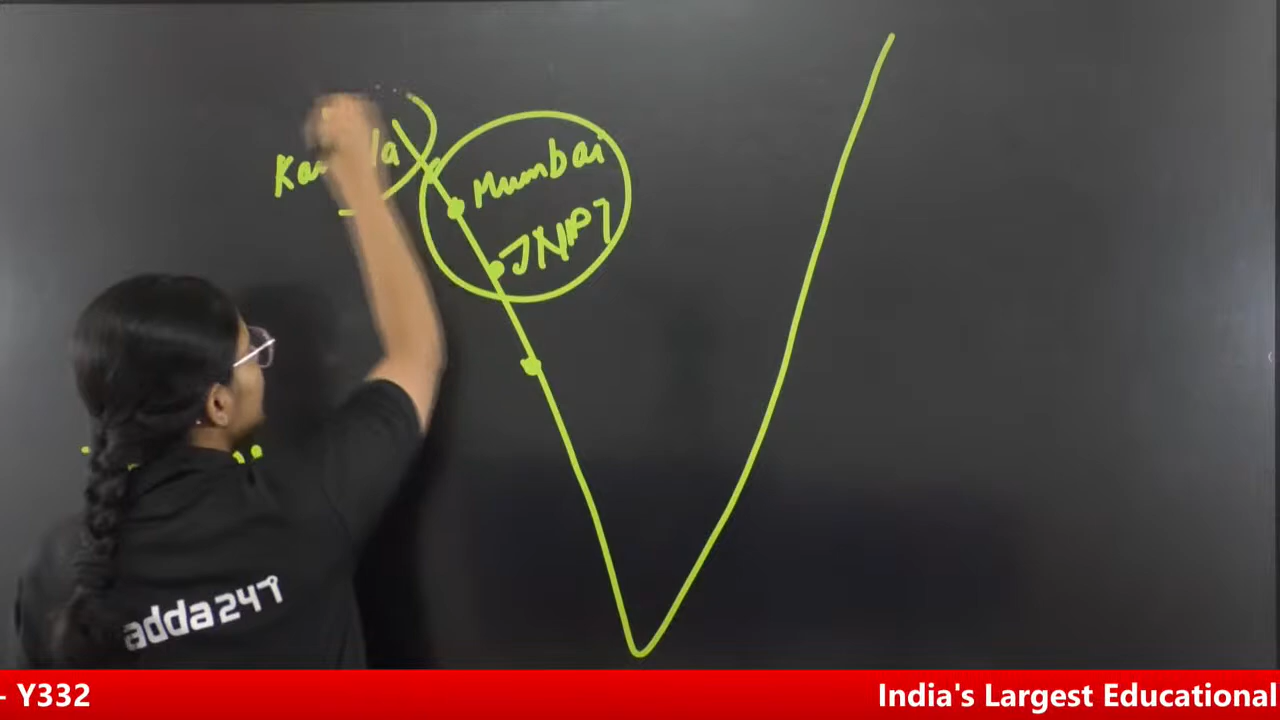 Mumbai
JNPT
adda247
- Y332
India's Largest Educational